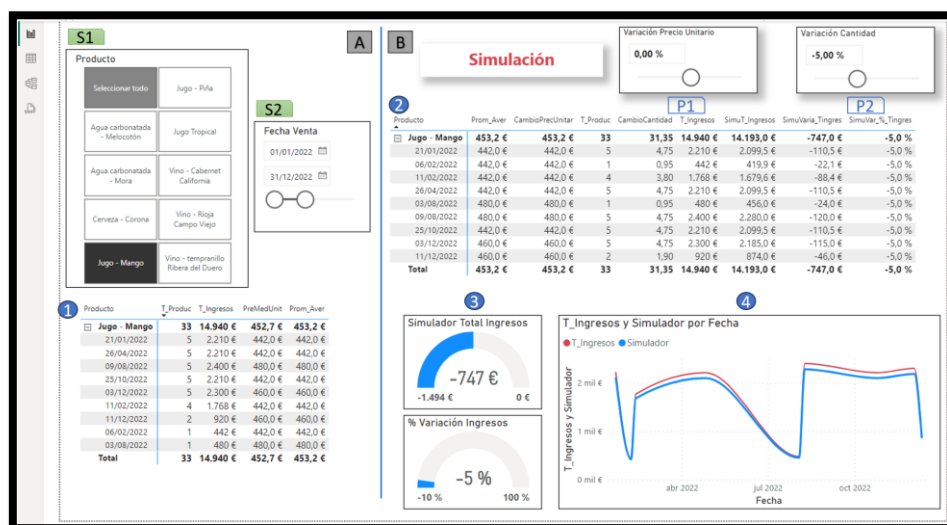 S1
A
Producto
Seleccionar todo
Jugo - Piña
Agua carbonatada
- Melocotón
Jugo Tropical
Agua carbonatada
- Mora
Vino - Cabernet
California
Cerveza - Corona
Vino - Rioja
Campo Viejo
Jugo - Mango
Vino - tempranillo
Ribera del Duero
S2
Fecha Venta
01/01/2022
31/12/2022
1
Producto T_Produc T_Ingresos PreMedUnit Prom_Aver
Jugo - Mango 33 14.940 € 452,7 € 453,2 €
21/01/2022 5 2.210 € 442,0 € 442,0 €
26/04/2022 5 2.210 € 442,0 € 442,0 €
09/08/2022 5 2.400 € 480,0 € 480,0 €
25/10/2022 5 2.210 € 442,0 € 442,0 €
03/12/2022 5 2.300 € 460,0 € 460,0 €
11/02/2022 4 1.768 € 442,0 € 442,0 €
11/12/2022 2 920 € 460,0 € 460,0 €
06/02/2022 1 442 € 442,0 € 442,0 €
03/08/2022 1 480 € 480,0 € 480,0 €
Total 33 14.940 € 452,7 € 453,2 €
B
Simulación
Variación Precio Unitario
0,00 %
Variación Cantidad
-5,00 %
P1
P2
2
Producto Prom_Aver CambioPrecUnitar T_Produc CambioCantidad T_Ingresos SimuT_Ingresos SimuVaria_Tingres SimuVar_%_Tingres
Jugo - Mango 453,2 € 453,2 € 33 31,35 14.940 € 14.193,0 € -747,0 € -5,0 %
21/01/2022 442,0 € 442,0 € 5 4,75 2.210 € 2.099,5 € -110,5 € -5,0 %
06/02/2022 442,0 € 442,0 € 1 0,95 442 € 419,9 € -22,1 € -5,0 %
11/02/2022 442,0 € 442,0 € 4 3,80 1.768 € 1.679,6 € -88,4 € -5,0 %
26/04/2022 442,0 € 442,0 € 5 4,75 2.210 € 2.099,5 € -110,5 € -5,0 %
03/08/2022 480,0 € 480,0 € 1 0,95 480 € 456,0 € -24,0 € -5,0 %
09/08/2022 480,0 € 480,0 € 5 4,75 2.400 € 2.280,0 € -120,0 € -5,0 %
25/10/2022 442,0 € 442,0 € 5 4,75 2.210 € 2.099,5 € -110,5 € -5,0 %
03/12/2022 460,0 € 460,0 € 5 4,75 2.300 € 2.185,0 € -115,0 € -5,0 %
11/12/2022 460,0 € 460,0 € 2 1,90 920 € 874,0 € -46,0 € -5,0 %
Total 453,2 € 453,2 € 33 31,35 14.940 € 14.193,0 € -747,0 € -5,0 %
3
Simulador Total Ingresos
-747 €
-1.494 € 0 €
% Variación Ingresos
-5 %
-10 % 100 %
4
T_Ingresos y Simulador por Fecha
T_Ingresos Simulador
T_Ingresos y Simulador
2 mil €
1 mil €
0 mil €
abr 2022 jul 2022 oct 2022
Fecha